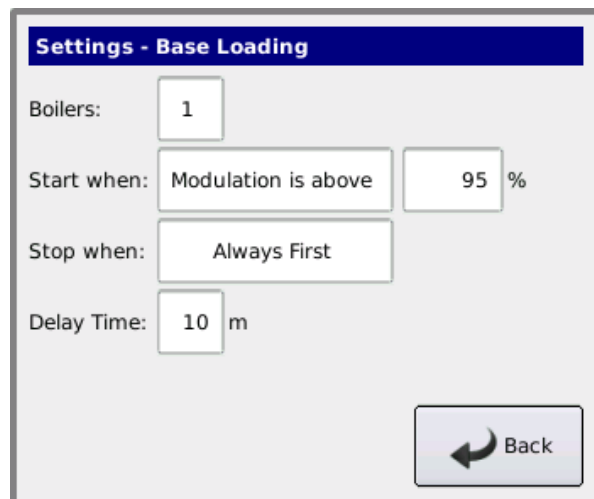 Settings - Base Loading
Boilers: 1
Start when: Modulation is above 95 %
Stop when: Always First
Delay Time: 10 m
Back